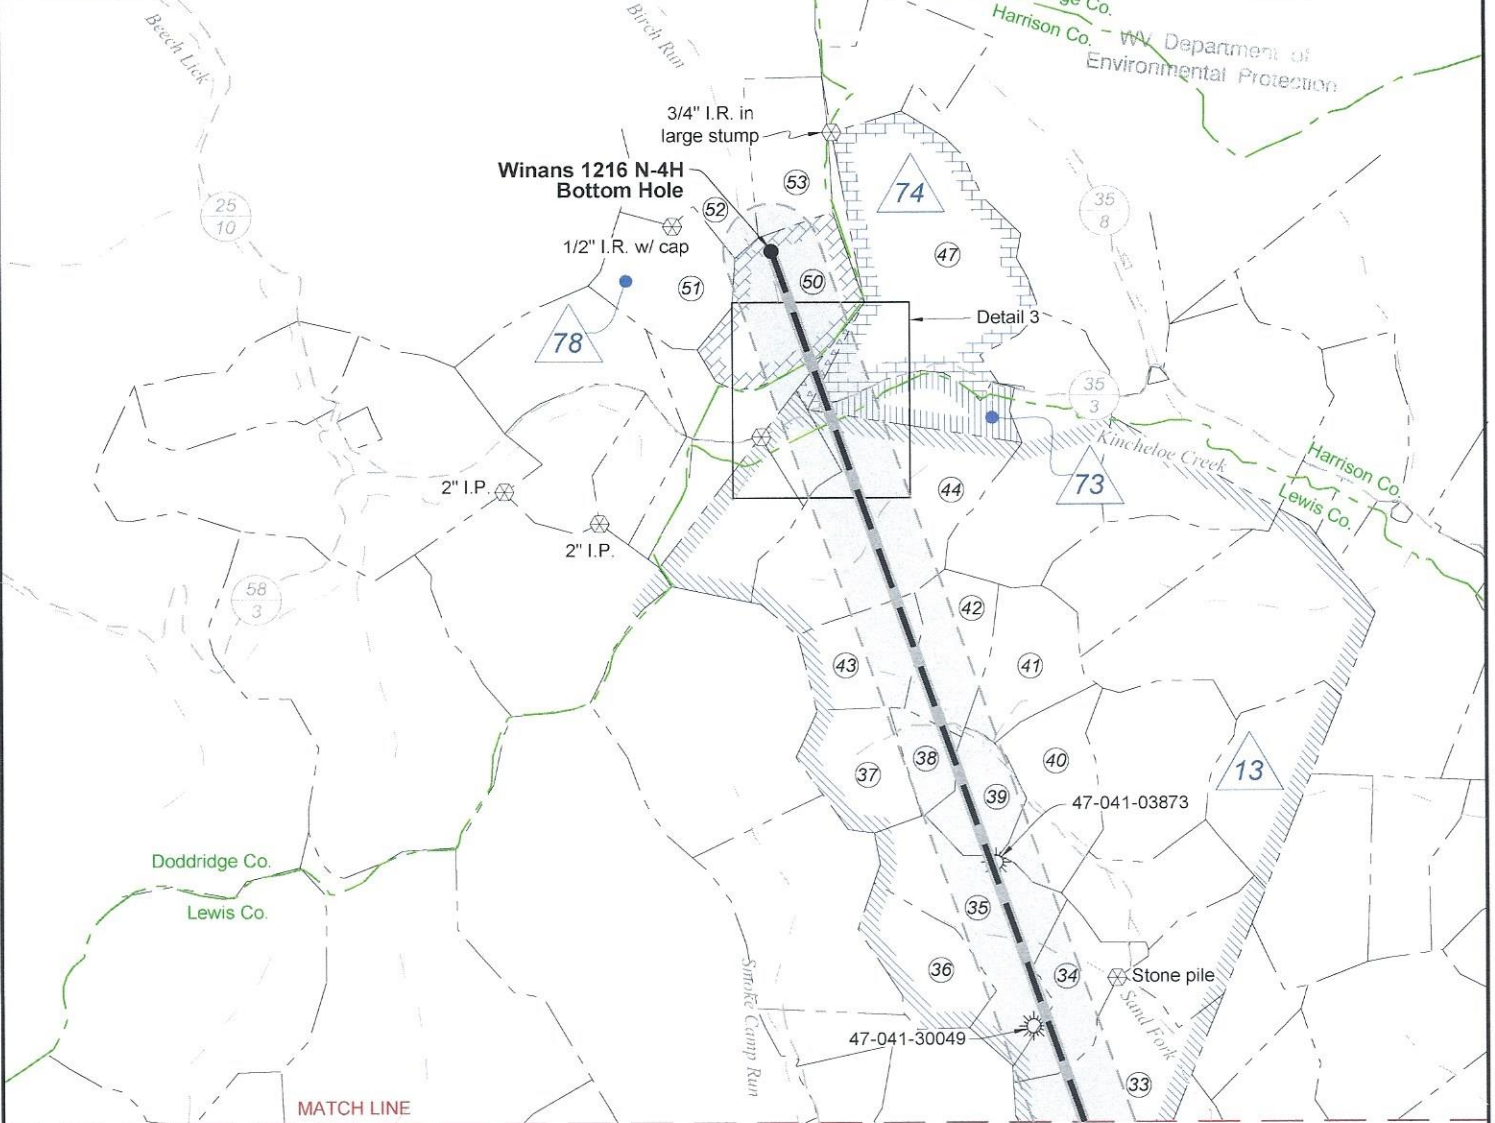 ge Co.
Harrison Co.
WV Department of
Environmental Protection
Beech Lick
Birch Run
3/4" I.R. in
large stump
Winans 1216 N-4H
Bottom Hole
53
74
52
25
10
35
8
1/2" I.R. w/ cap
47
51
50
Detail 3
78
35
3
Kincheloe Creek
Harrison Co.
Lewis Co.
2" I.P.
44
73
2" I.P.
58
3
42
43
41
38
40
37
13
39
47-041-03873
Doddridge Co.
Lewis Co.
35
36
34
Stone pile
Smoke Camp Run
Sand Fork
47-041-30049
33
MATCH LINE